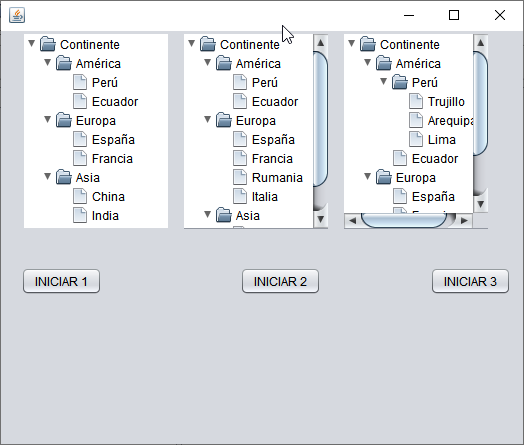 Continente
América
Perú
Ecuador
Europa
España
Francia
Asia
China
India
Continente
América
Perú
Ecuador
Europa
España
Francia
Rumania
Italia
Asia
Continente
América
Perú
Trujillo
Arequipa
Lima
Ecuador
Europa
España
INICIAR 1
INICIAR 2
INICIAR 3